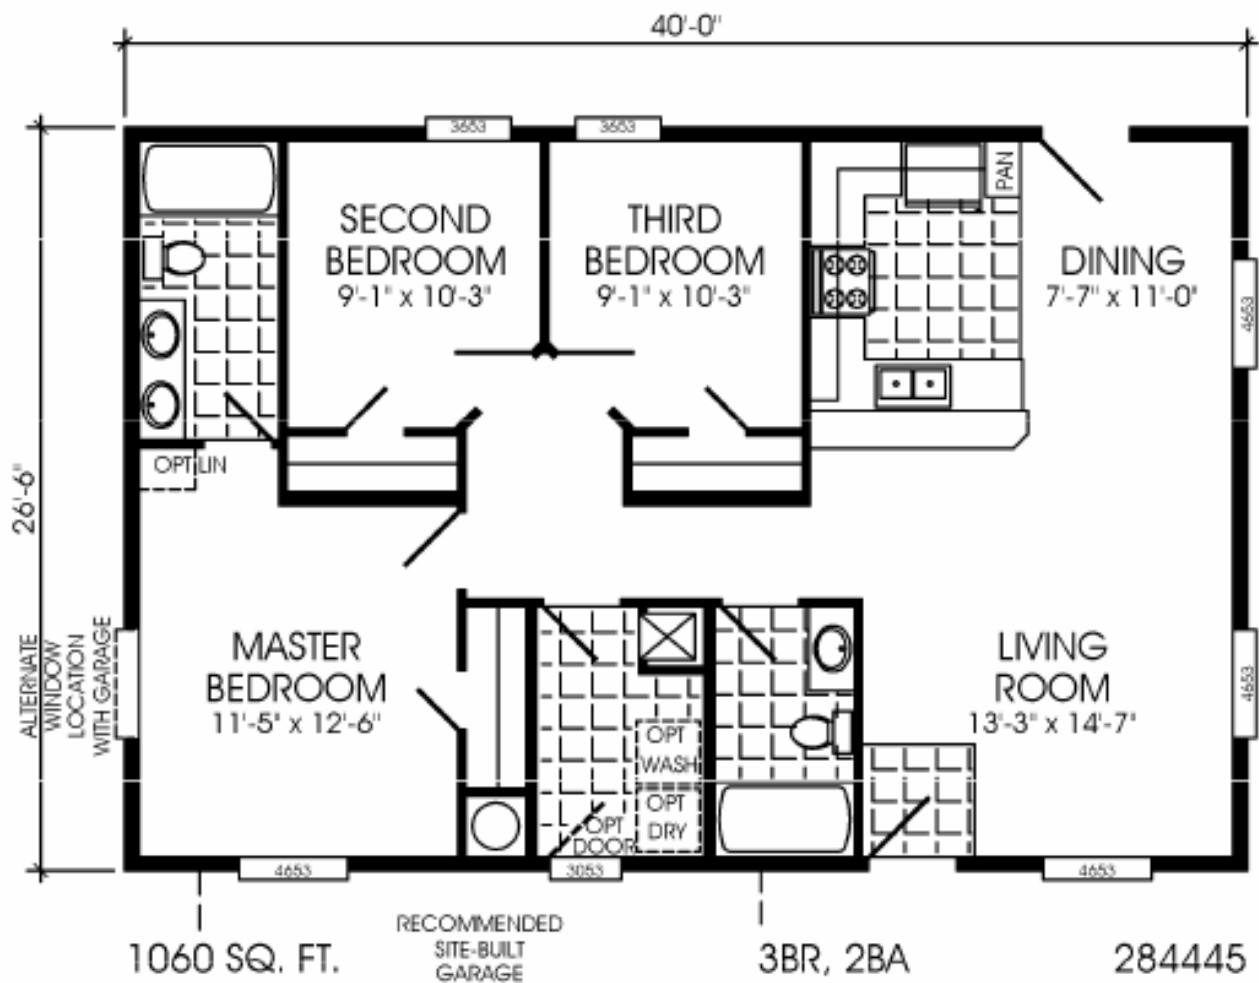 40'-0"
3653
3653
PAN
SECOND
BEDROOM
9'-1" x 10'-3"
THIRD
BEDROOM
9'-1" x 10'-3"
DINING
7'-7" x 11'-0"
4653
26'-6"
OPT LIN
ALTERNATE
WINDOW
LOCATION
WITH GARAGE
MASTER
BEDROOM
11'-5" x 12'-6"
OPT
WASH
OPT
DRY
OPT
DOOR
LIVING
ROOM
13'-3" x 14'-7"
4653
4653
3053
4653
1060 SQ. FT.
RECOMMENDED
SITE-BUILT
GARAGE
3BR, 2BA
284445